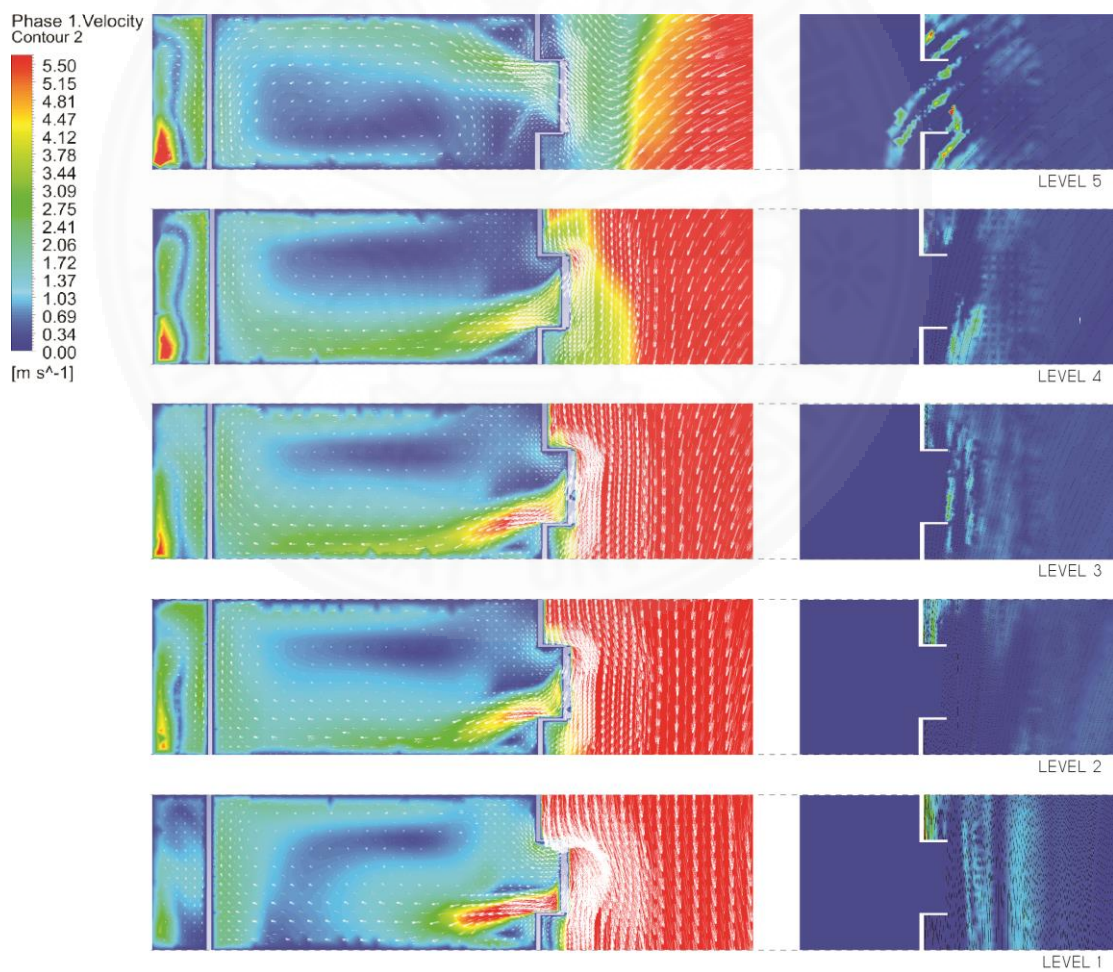 Phase 1.Velocity
Contour 2
5.50
5.15
4.81
4.47
4.12
3.78
3.44
3.09
2.75
2.41
2.06
1.72
1.37
1.03
0.69
0.34
0.00
[m s^-1]
LEVEL 5
LEVEL 4
LEVEL 3
LEVEL 2
LEVEL 1